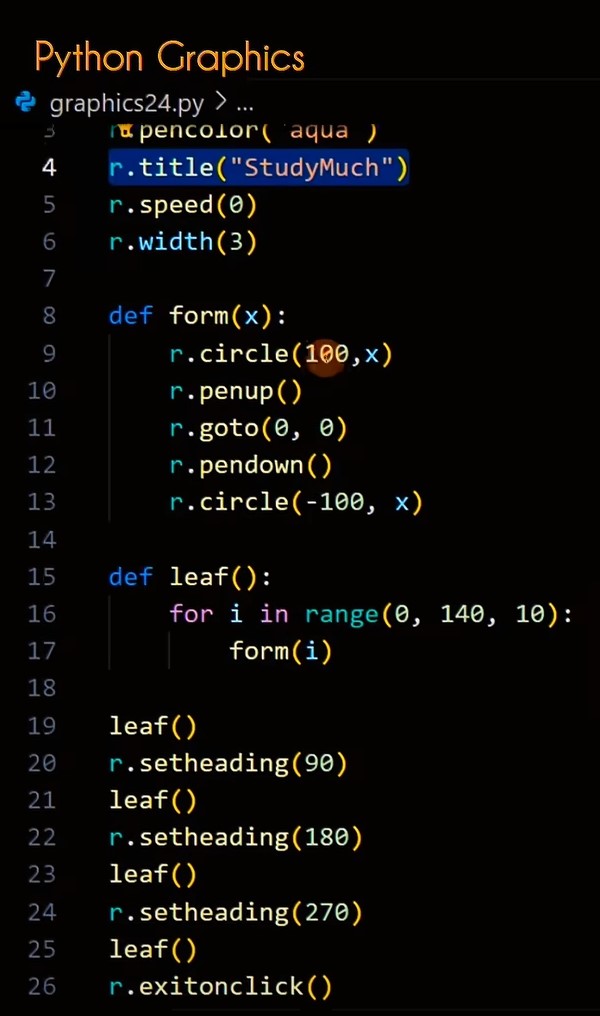 Python Graphics
graphics24.py > ...
3 r.pencolor("aqua")
4 r.title("StudyMuch")
5 r.speed(0)
6 r.width(3)
7
8 def form(x):
9     r.circle(100,x)
10     r.penup()
11     r.goto(0, 0)
12     r.pendown()
13     r.circle(-100, x)
14
15 def leaf():
16     for i in range(0, 140, 10):
17         form(i)
18
19 leaf()
20 r.setheading(90)
21 leaf()
22 r.setheading(180)
23 leaf()
24 r.setheading(270)
25 leaf()
26 r.exitonclick()